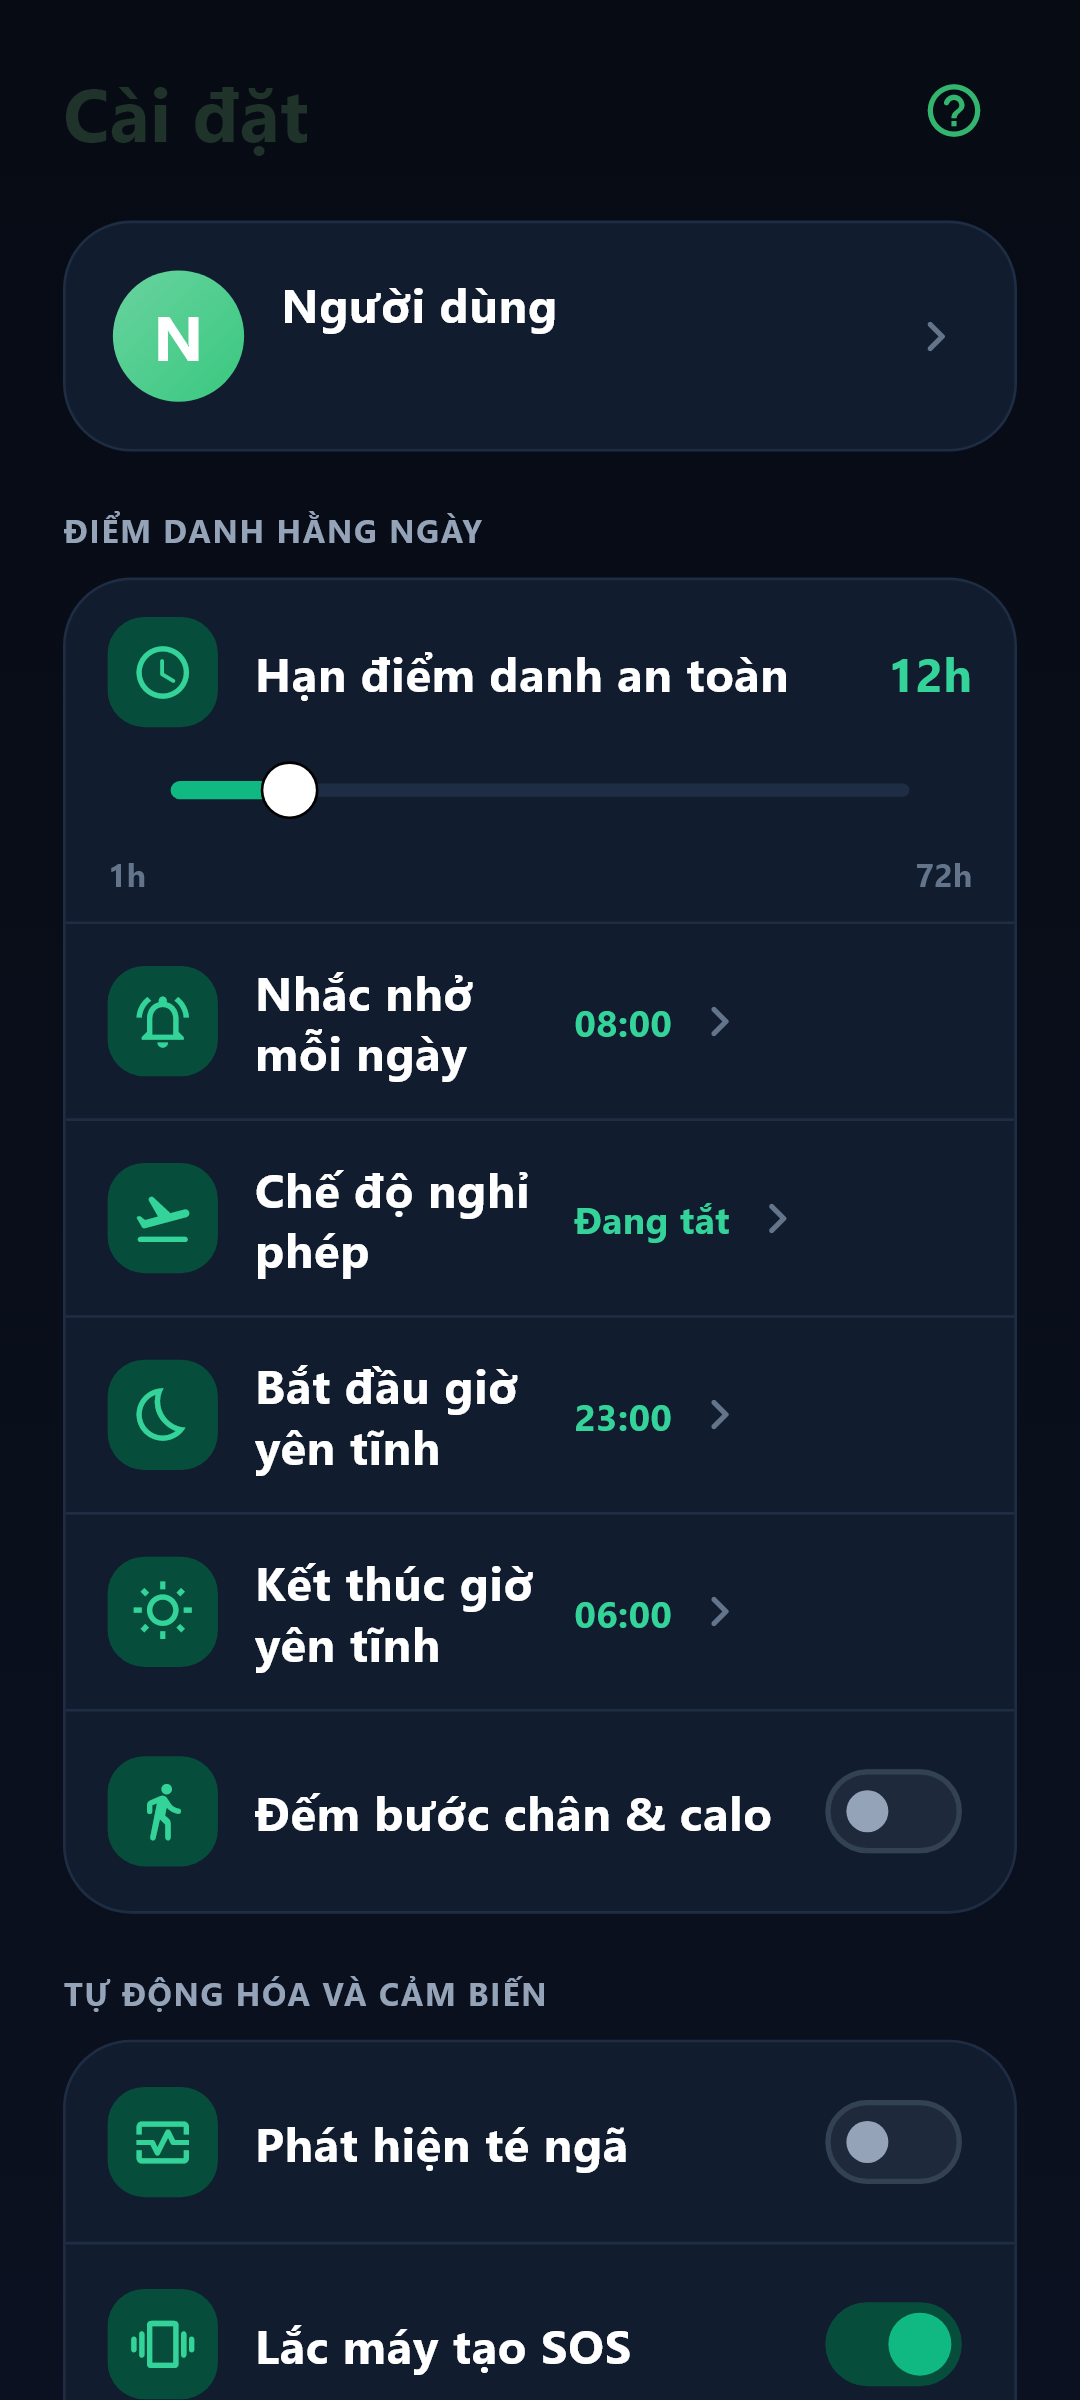 Cài đặt
N
Người dùng
ĐIỂM DANH HẰNG NGÀY
Hạn điểm danh an toàn
12h
1h
72h
Nhắc nhở
mỗi ngày
08:00
Chế độ nghỉ
phép
Đang tắt
Bắt đầu giờ
yên tĩnh
23:00
Kết thúc giờ
yên tĩnh
06:00
Đếm bước chân & calo
TỰ ĐỘNG HÓA VÀ CẢM BIẾN
Phát hiện té ngã
Lắc máy tạo SOS